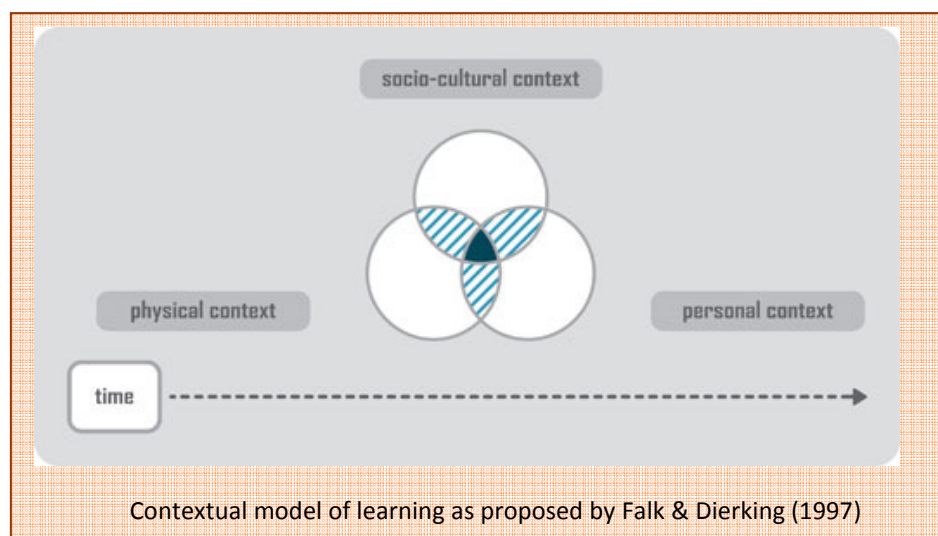 socio-cultural context
physical context
personal context
time
Contextual model of learning as proposed by Falk & Dierking (1997)